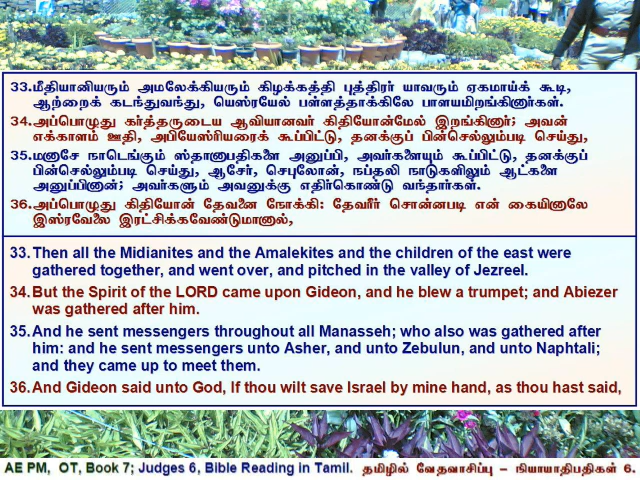 33.மீதியானியரும் அமலேக்கியரும் கிழக்கத்தி புத்திரர் யாவரும் ஏகமாய்க் கூடி,
ஆற்றைக் கடந்துவந்து, யெஸ்ரயேல் பள்ளத்தாக்கிலே பாளயமிறங்கினார்கள்.
34.அப்பொழுது கர்த்தருடைய ஆவியானவர் கிதியோன்மேல் இறங்கினார்; அவன்
எக்காளம் ஊதி, அபியேஸ்ரியரைக் கூப்பிட்டு, தனக்குப் பின்செல்லும்படி செய்து,
35.மனாசே நாடெங்கும் ஸ்தானாபதிகளை அனுப்பி, அவர்களையும் கூப்பிட்டு, தனக்குப்
பின்செல்லும்படி செய்து, ஆசேர், செபுலோன், நப்தலி நாடுகளிலும் ஆட்களை
அனுப்பினான்; அவர்களும் அவனுக்கு எதிர்கொண்டு வந்தார்கள்.
36.அப்பொழுது கிதியோன் தேவனை நோக்கி: தேவரீர் சொன்னபடி என் கையினாலே
இஸ்ரவேலை இரட்சிக்கவேண்டுமானால்,
33.Then all the Midianites and the Amalekites and the children of the east were
gathered together, and went over, and pitched in the valley of Jezreel.
34.But the Spirit of the LORD came upon Gideon, and he blew a trumpet; and Abiezer
was gathered after him.
35.And he sent messengers throughout all Manasseh; who also was gathered after
him: and he sent messengers unto Asher, and unto Zebulun, and unto Naphtali;
and they came up to meet them.
36.And Gideon said unto God, If thou wilt save Israel by mine hand, as thou hast said,
AE PM, OT, Book 7; Judges 6, Bible Reading in Tamil. தமிழில் வேதவாசிப்பு – நியாயாதிபதிகள் 6.